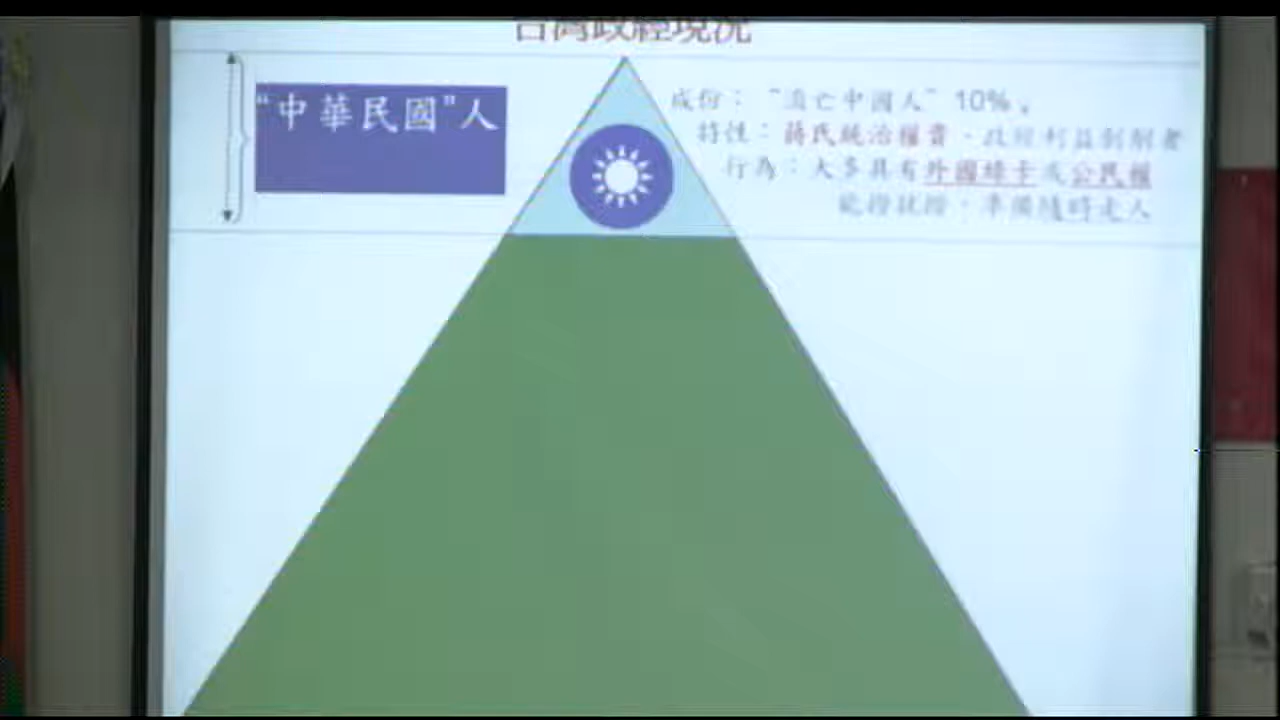 台灣政經現況
“中華民國”人
成份：“流亡中國人”10%。
特性：蔣氏統治權貴、政經利益剝削者
行為：大多具有外國綠卡或公民權
能撈就撈，準備隨時走人